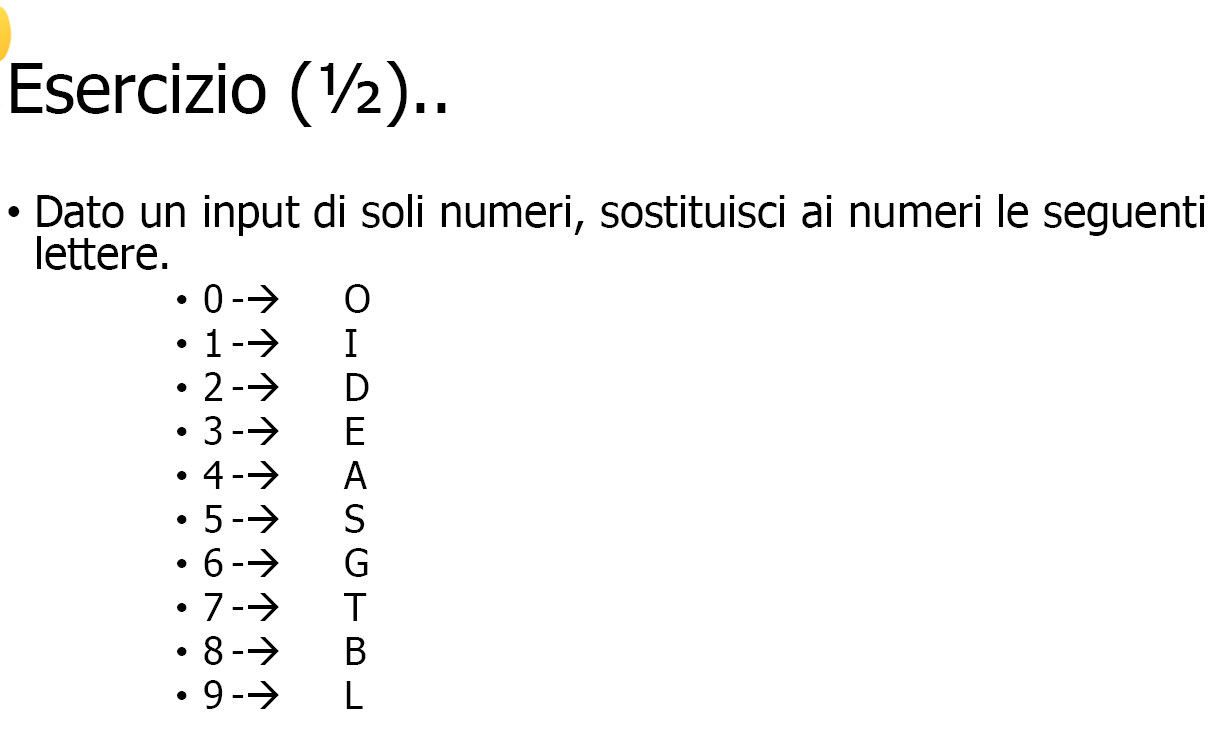 Esercizio (½)..
• Dato un input di soli numeri, sostituisci ai numeri le seguenti
lettere.
• 0 -→ O
• 1 -→ I
• 2 -→ D
• 3 -→ E
• 4 -→ A
• 5 -→ S
• 6 -→ G
• 7 -→ T
• 8 -→ B
• 9 -→ L